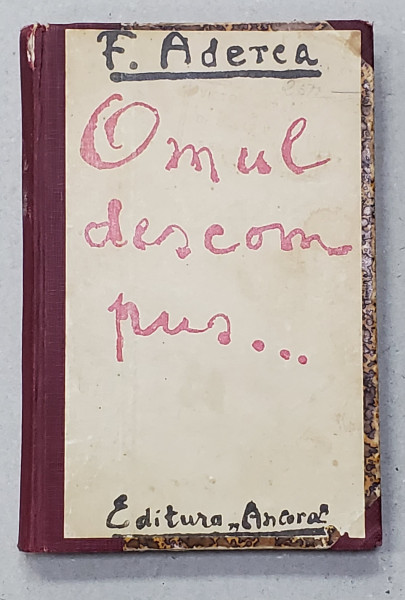 F. Aderca
Omul
descom
pus...
Editura „Ancora"